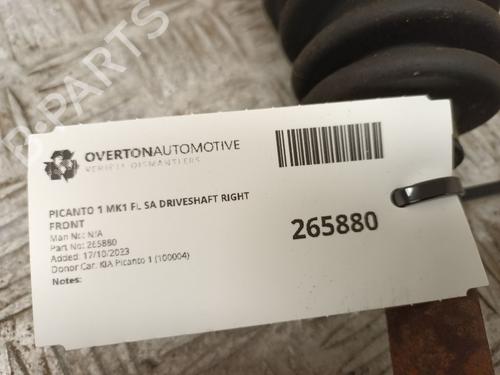 B-PARTS
OVERTONAUTOMOTIVE
VEHICLE DISMANTLERS
PICANTO 1 MK1 FL SA DRIVESHAFT RIGHT
FRONT
Man No: N/A
Part No: 265880
Added: 17/10/2023
Donor Car: KIA Picanto 1 (100004)
Notes:
265880